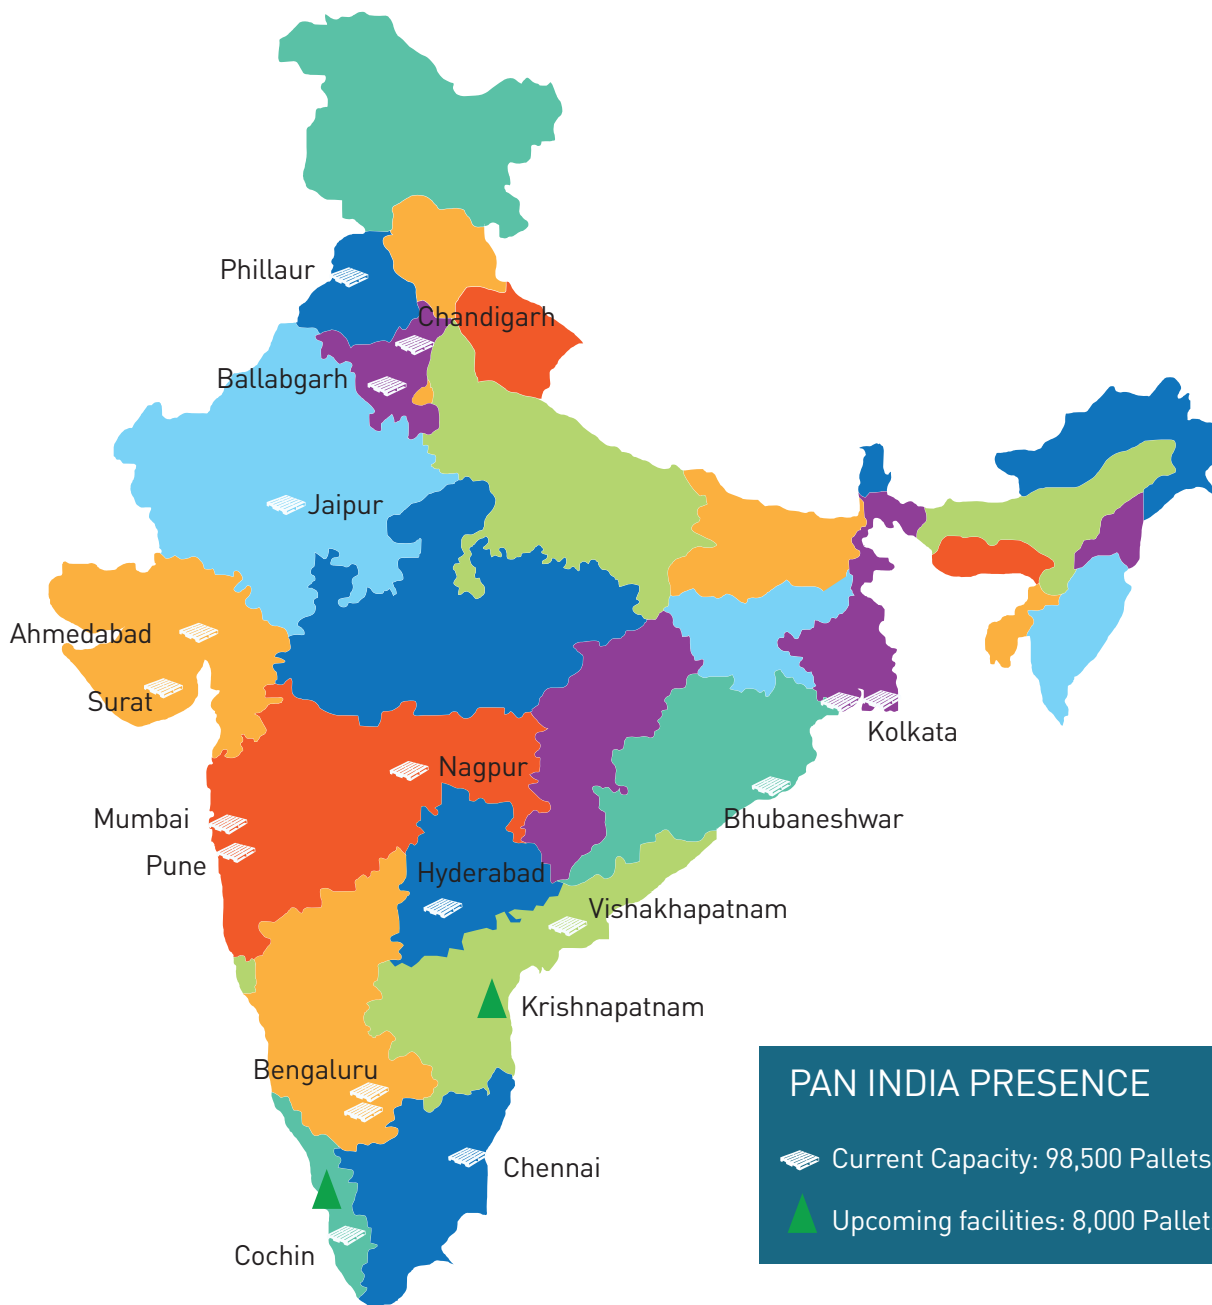 Phillaur
Chandigarh
Ballabgarh
Jaipur
Ahmedabad
Surat
Kolkata
Nagpur
Mumbai
Bhubaneshwar
Pune
Hyderabad
Vishakhapatnam
Krishnapatnam
Bengaluru
PAN INDIA PRESENCE
Current Capacity: 98,500 Pallets
Chennai
Upcoming facilities: 8,000 Pallet
Cochin